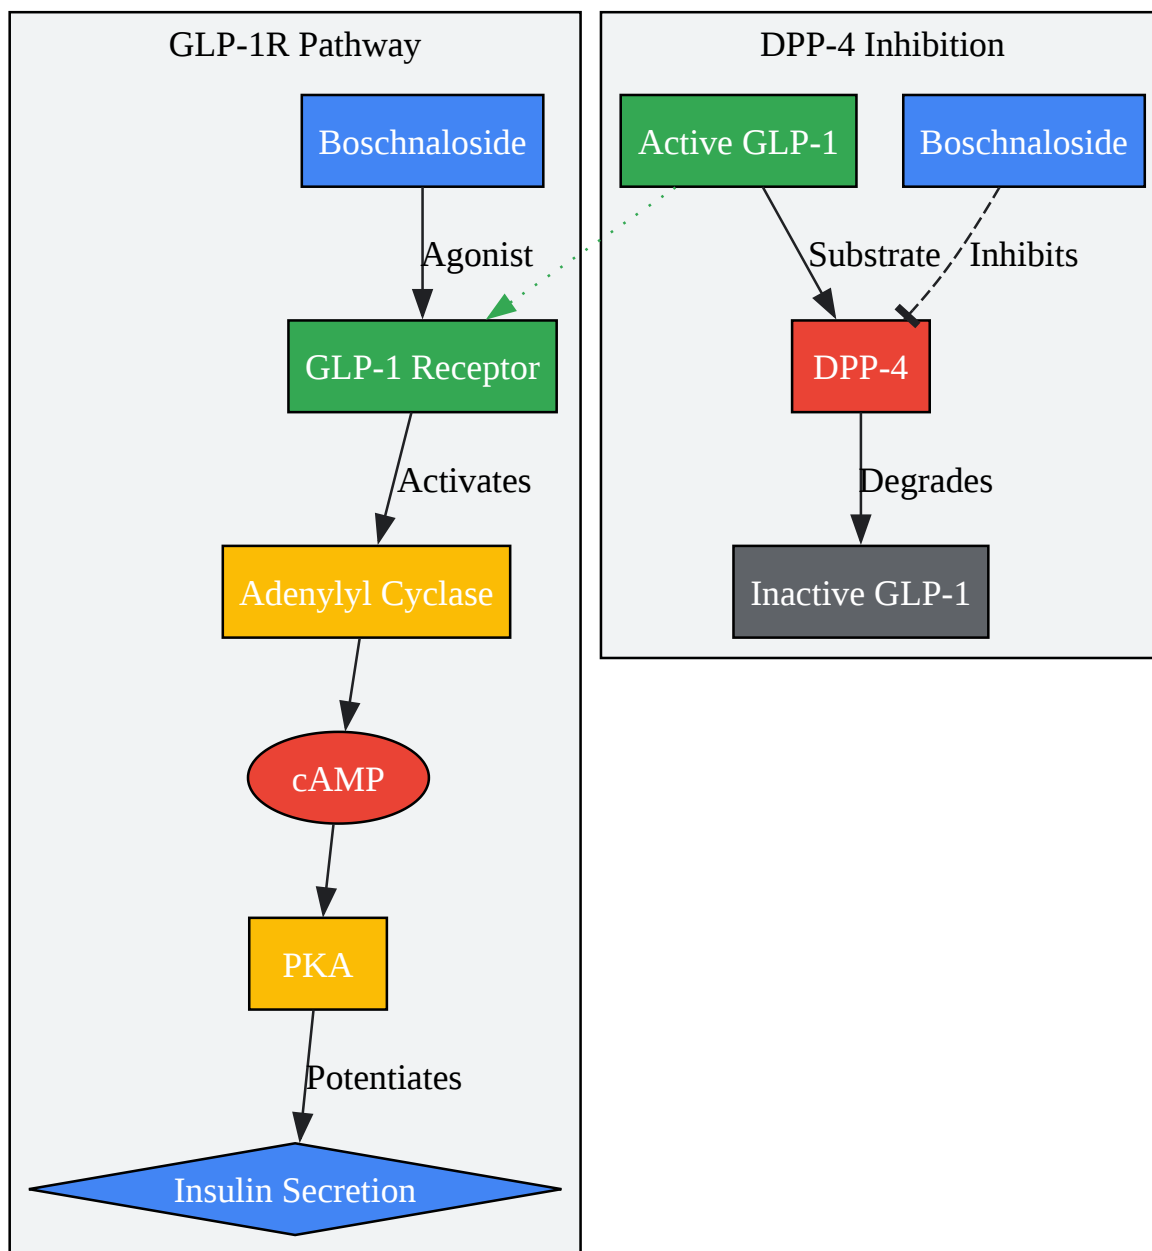 GLP-1R Pathway
Boschnaloside
Agonist
GLP-1 Receptor
Activates
Adenylyl Cyclase
cAMP
PKA
Potentiates
Insulin Secretion
DPP-4 Inhibition
Active GLP-1
Boschnaloside
Substrate
Inhibits
DPP-4
Degrades
Inactive GLP-1